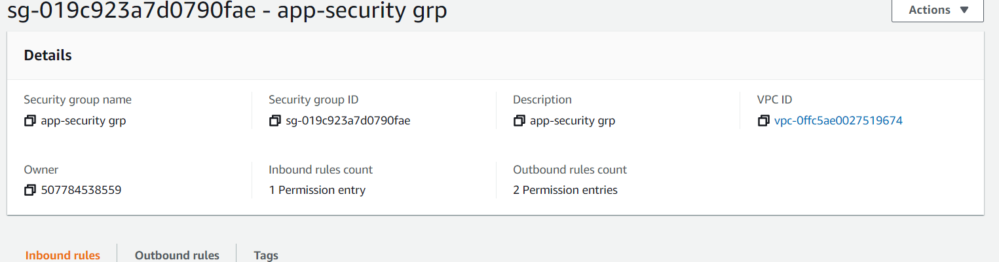 sg-019c923a7d0790fae - app-security grp
Actions
Details
Security group name
Security group ID
Description
VPC ID
app-security grp
sg-019c923a7d0790fae
app-security grp
vpc-0ffc5ae0027519674
Owner
Inbound rules count
Outbound rules count
507784538559
1 Permission entry
2 Permission entries
Inbound rules
Outbound rules
Tags